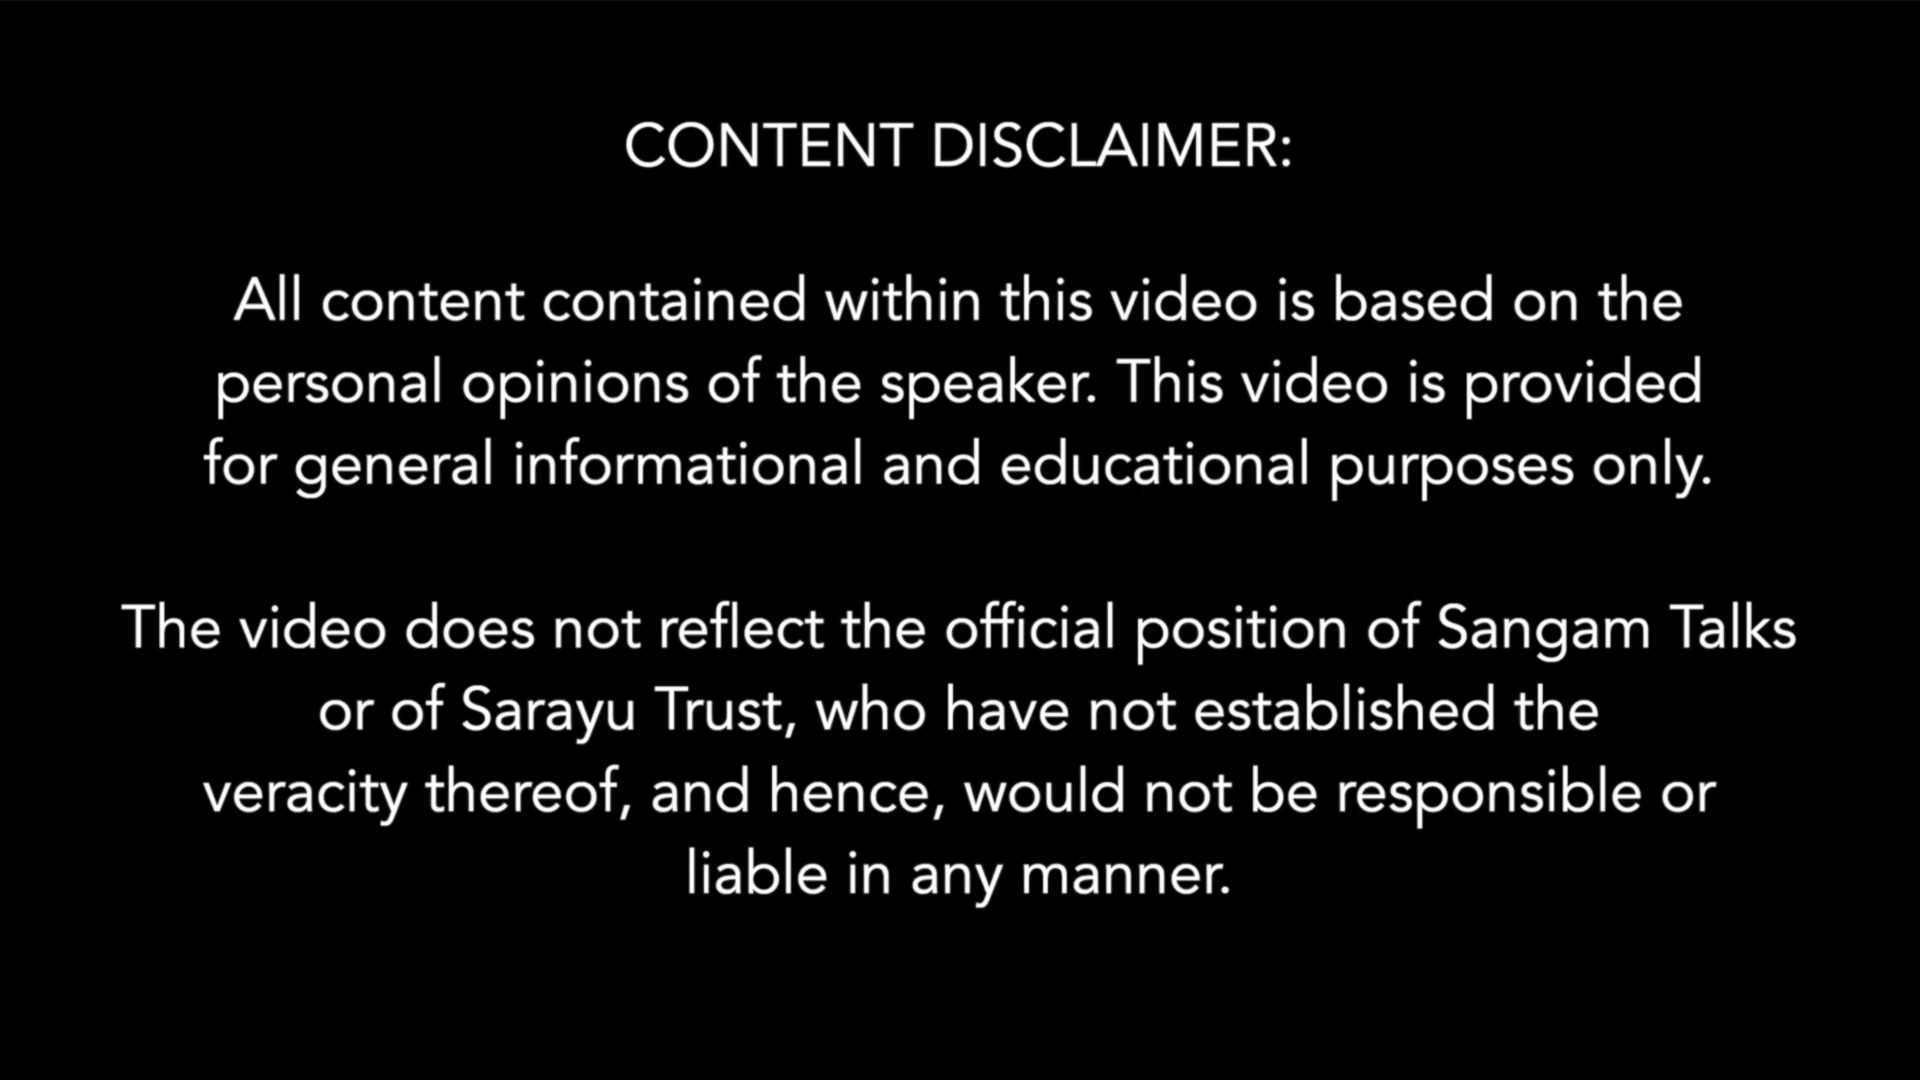 CONTENT DISCLAIMER:
All content contained within this video is based on the
personal opinions of the speaker. This video is provided
for general informational and educational purposes only.
The video does not reflect the official position of Sangam Talks
or of Sarayu Trust, who have not established the
veracity thereof, and hence, would not be responsible or
liable in any manner.